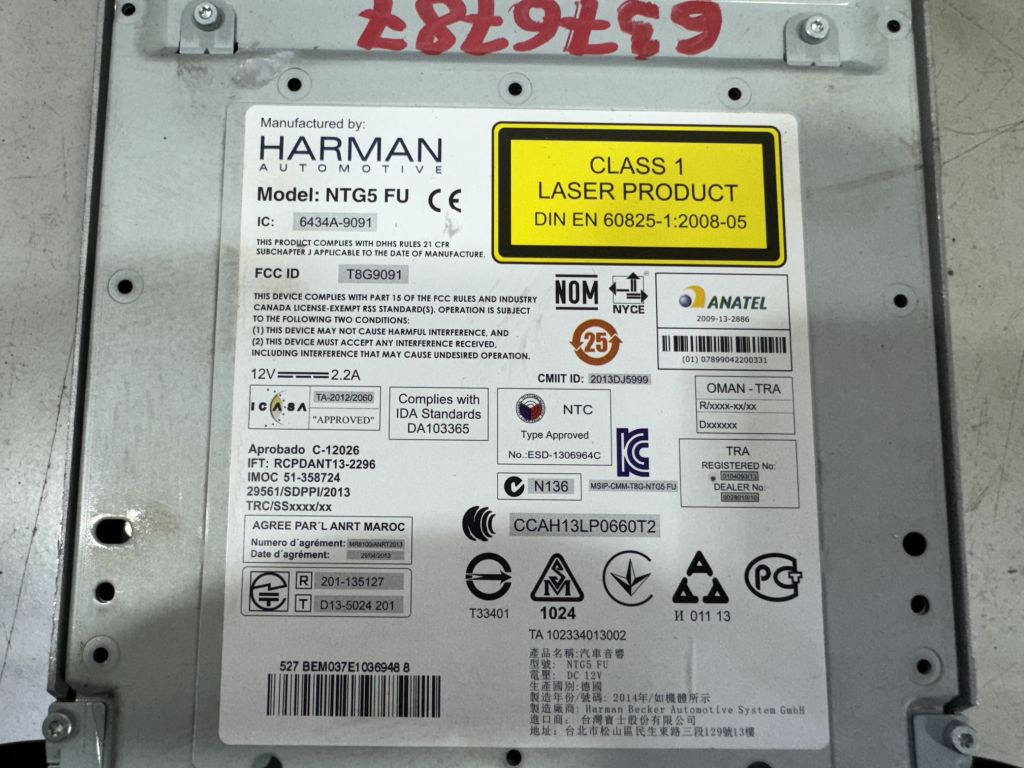 6376787
Manufactured by:
HARMAN
AUTOMOTIVE
Model: NTG5 FU CE
IC: 6434A-9091
THIS PRODUCT COMPLIES WITH DHHS RULES 21 CFR
SUBCHAPTER J APPLICABLE TO THE DATE OF MANUFACTURE.
FCC ID T8G9091
THIS DEVICE COMPLIES WITH PART 15 OF THE FCC RULES AND INDUSTRY
CANADA LICENSE-EXEMPT RSS STANDARD(S). OPERATION IS SUBJECT
TO THE FOLLOWING TWO CONDITIONS:
(1) THIS DEVICE MAY NOT CAUSE HARMFUL INTERFERENCE, AND
(2) THIS DEVICE MUST ACCEPT ANY INTERFERENCE RECEIVED,
INCLUDING INTERFERENCE THAT MAY CAUSE UNDESIRED OPERATION.
CLASS 1
LASER PRODUCT
DIN EN 60825-1:2008-05
NOM
NYCE
ANATEL
2009-13-2886
(01) 07899042200331
25
CMIIT ID: 2013DJ5999
12V 2.2A
ICASA
TA-2012/2060
"APPROVED"
Complies with
IDA Standards
DA103365
NTC
Type Approved
No.:ESD-1306964C
OMAN - TRA
R/xxxx-xx/xx
Dxxxxxx
Aprobado C-12026
IFT: RCPDANT13-2296
IMOC 51-358724
29561/SDPPI/2013
TRC/SSxxxx/xx
N136
MSIP-CMM-T8G-NTG5 FU
TRA
REGISTERED No:
0104093/13
DEALER No:
0028019/10
AGREE PAR´L ANRT MAROC
Numero d´agrément: MR8100/ANRT2013
Date d´agrément: 29/04/2013
CCAH13LP0660T2
R 201-135127
T D13-5024 201
T33401
1024
И 011 13
TA 102334013002
527 BEM037E1036948 8
產品名稱:汽車音響
型號: NTG5 FU
電壓: DC 12V
生產國別:德國
製造年份/號碼: 2014年/如機體所示
製造廠商: Harman Becker Automotive System GmbH
進口商: 台灣賓士股份有限公司
地址: 台北市松山區民生東路三段129號13樓